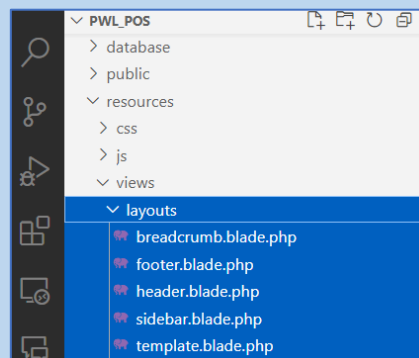 PWL_POS
database
public
resources
css
js
views
layouts
breadcrumb.blade.php
footer.blade.php
header.blade.php
sidebar.blade.php
template.blade.php